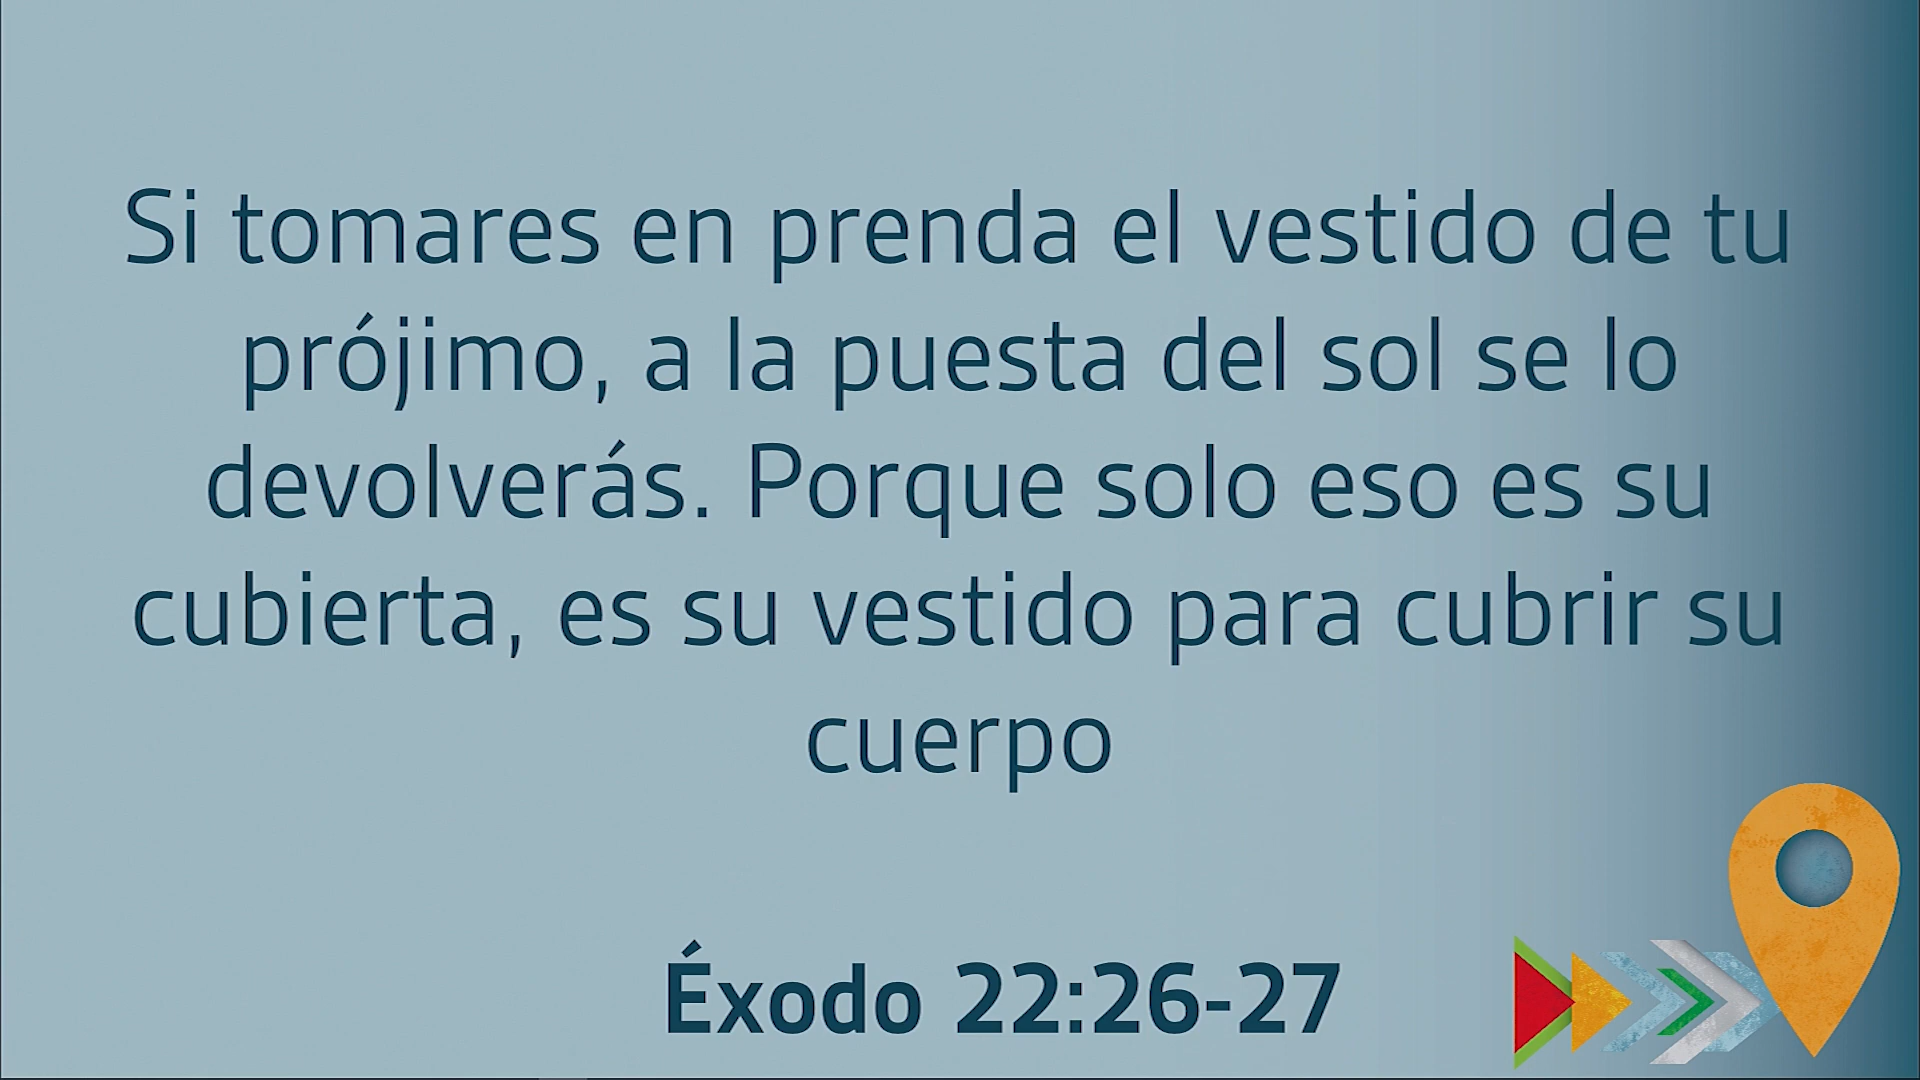 Si tomares en prenda el vestido de tu
prójimo, a la puesta del sol se lo
devolverás. Porque solo eso es su
cubierta, es su vestido para cubrir su
cuerpo
Éxodo 22:26-27